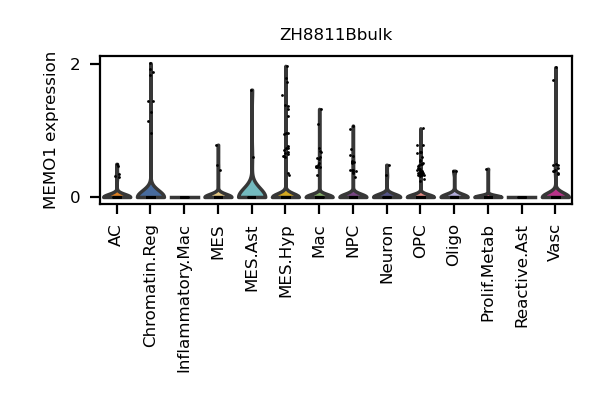 ZH8811Bbulk
MEMO1 expression
2
0
AC
Chromatin.Reg
Inflammatory.Mac
MES
MES.Ast
MES.Hyp
Mac
NPC
Neuron
OPC
Oligo
Prolif.Metab
Reactive.Ast
Vasc